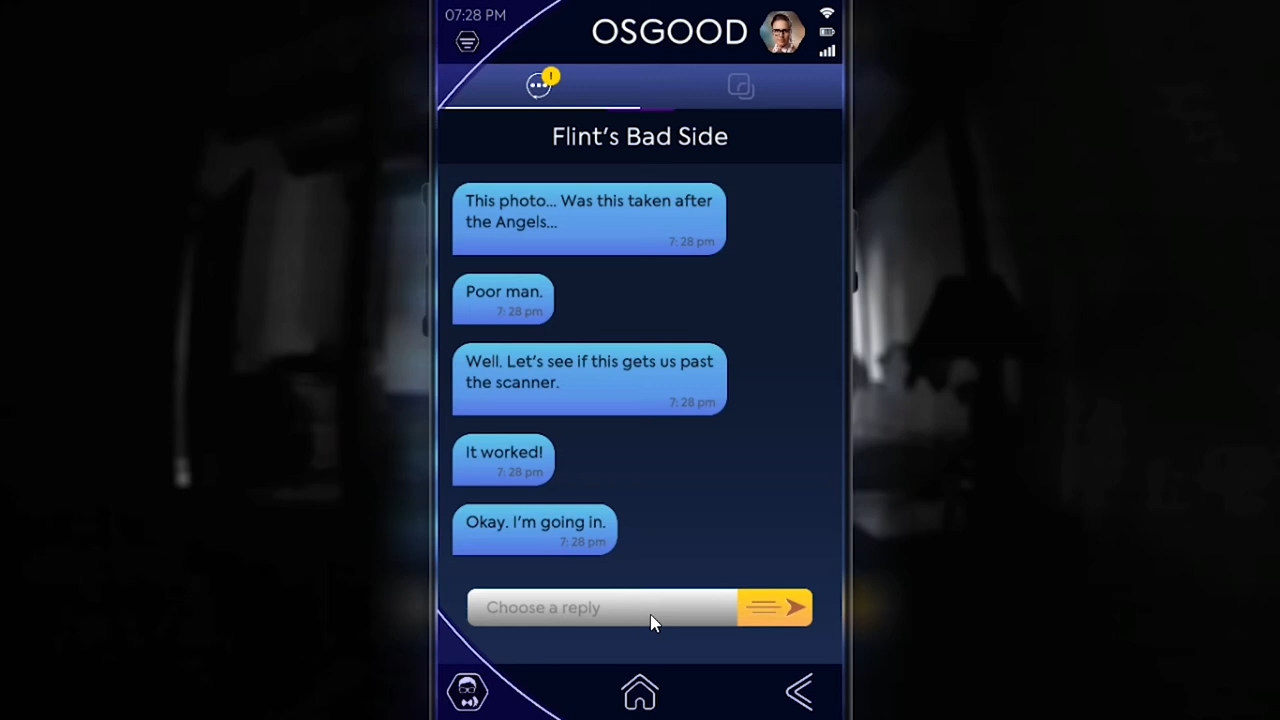 07:28 PM
OSGOOD
!
Flint's Bad Side
This photo... Was this taken after
the Angels...
7: 28 pm
Poor man.
7: 28 pm
Well. Let's see if this gets us past
the scanner.
7: 28 pm
It worked!
7: 28 pm
Okay. I'm going in.
7: 28 pm
Choose a reply